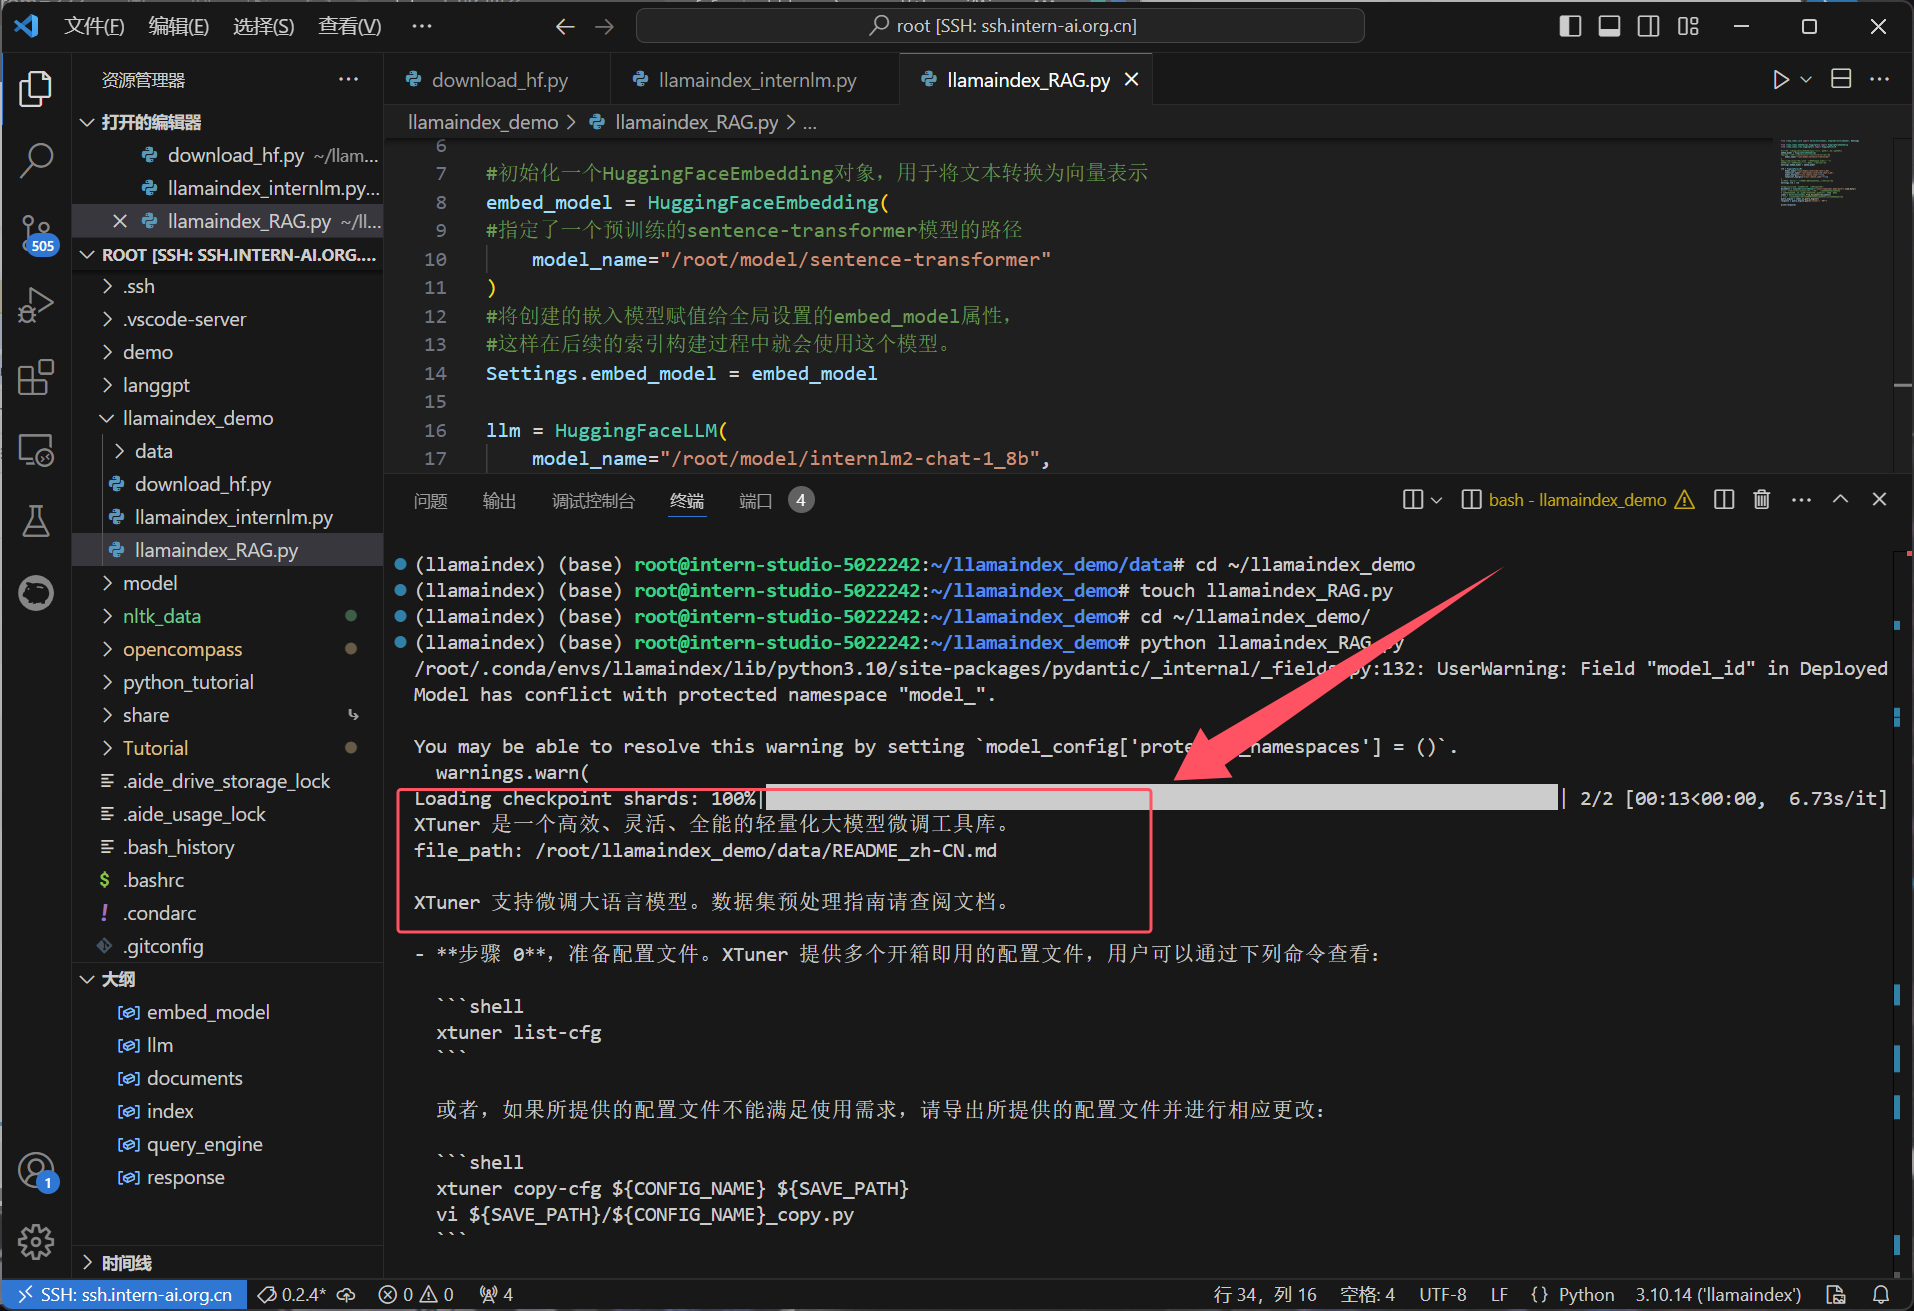 文件(F) 编辑(E) 选择(S) 查看(V) ···
root [SSH: ssh.intern-ai.org.cn]
资源管理器
打开的编辑器
download_hf.py ~/llam...
llamaindex_internlm.py...
llamaindex_RAG.py ~/ll...
ROOT [SSH: SSH.INTERN-AI.ORG....
.ssh
.vscode-server
demo
langgpt
llamaindex_demo
data
download_hf.py
llamaindex_internlm.py
llamaindex_RAG.py
model
nltk_data
opencompass
python_tutorial
share
Tutorial
.aide_drive_storage_lock
.aide_usage_lock
.bash_history
$ .bashrc
! .condarc
.gitconfig
大纲
embed_model
llm
documents
index
query_engine
response
时间线
505
1
download_hf.py llamaindex_internlm.py llamaindex_RAG.py
llamaindex_demo > llamaindex_RAG.py > ...
6
7 #初始化一个HuggingFaceEmbedding对象，用于将文本转换为向量表示
8 embed_model = HuggingFaceEmbedding(
9 #指定了一个预训练的sentence-transformer模型的路径
10 model_name="/root/model/sentence-transformer"
11 )
12 #将创建的嵌入模型赋值给全局设置的embed_model属性，
13 #这样在后续的索引构建过程中就会使用这个模型。
14 Settings.embed_model = embed_model
15
16 llm = HuggingFaceLLM(
17 model_name="/root/model/internlm2-chat-1_8b",
问题 输出 调试控制台 终端 端口 4
bash - llamaindex_demo
(llamaindex) (base) root@intern-studio-5022242:~/llamaindex_demo/data# cd ~/llamaindex_demo
(llamaindex) (base) root@intern-studio-5022242:~/llamaindex_demo# touch llamaindex_RAG.py
(llamaindex) (base) root@intern-studio-5022242:~/llamaindex_demo# cd ~/llamaindex_demo/
(llamaindex) (base) root@intern-studio-5022242:~/llamaindex_demo# python llamaindex_RAG.py
/root/.conda/envs/llamaindex/lib/python3.10/site-packages/pydantic/_internal/_fields.py:132: UserWarning: Field "model_id" in Deployed
Model has conflict with protected namespace "model_".
You may be able to resolve this warning by setting `model_config['protected_namespaces'] = ()`.
warnings.warn(
Loading checkpoint shards: 100%| | 2/2 [00:13<00:00, 6.73s/it]
XTuner 是一个高效、灵活、全能的轻量化大模型微调工具库。
file_path: /root/llamaindex_demo/data/README_zh-CN.md
XTuner 支持微调大语言模型。数据集预处理指南请查阅文档。
- **步骤 0**，准备配置文件。XTuner 提供多个开箱即用的配置文件，用户可以通过下列命令查看：
```shell
xtuner list-cfg
```
或者，如果所提供的配置文件不能满足使用需求，请导出所提供的配置文件并进行相应更改：
```shell
xtuner copy-cfg ${CONFIG_NAME} ${SAVE_PATH}
vi ${SAVE_PATH}/${CONFIG_NAME}_copy.py
```
SSH: ssh.intern-ai.org.cn 0.2.4* 0 0 4 行 34，列 16 空格: 4 UTF-8 LF {} Python 3.10.14 ('llamaindex')